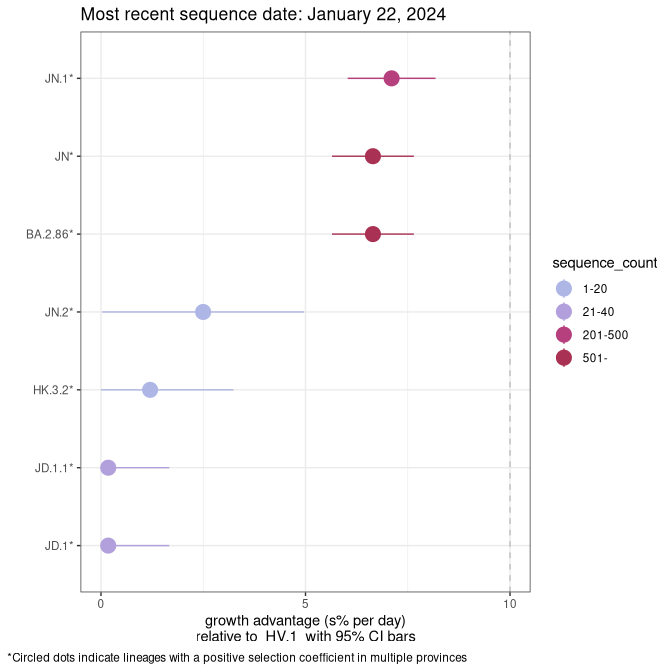 Most recent sequence date: January 22, 2024
JN.1*
JN*
BA.2.86*
JN.2*
HK.3.2*
JD.1.1*
JD.1*
0 5 10
growth advantage (s% per day)
relative to HV.1 with 95% CI bars
sequence_count
1-20
21-40
201-500
501-
*Circled dots indicate lineages with a positive selection coefficient in multiple provinces